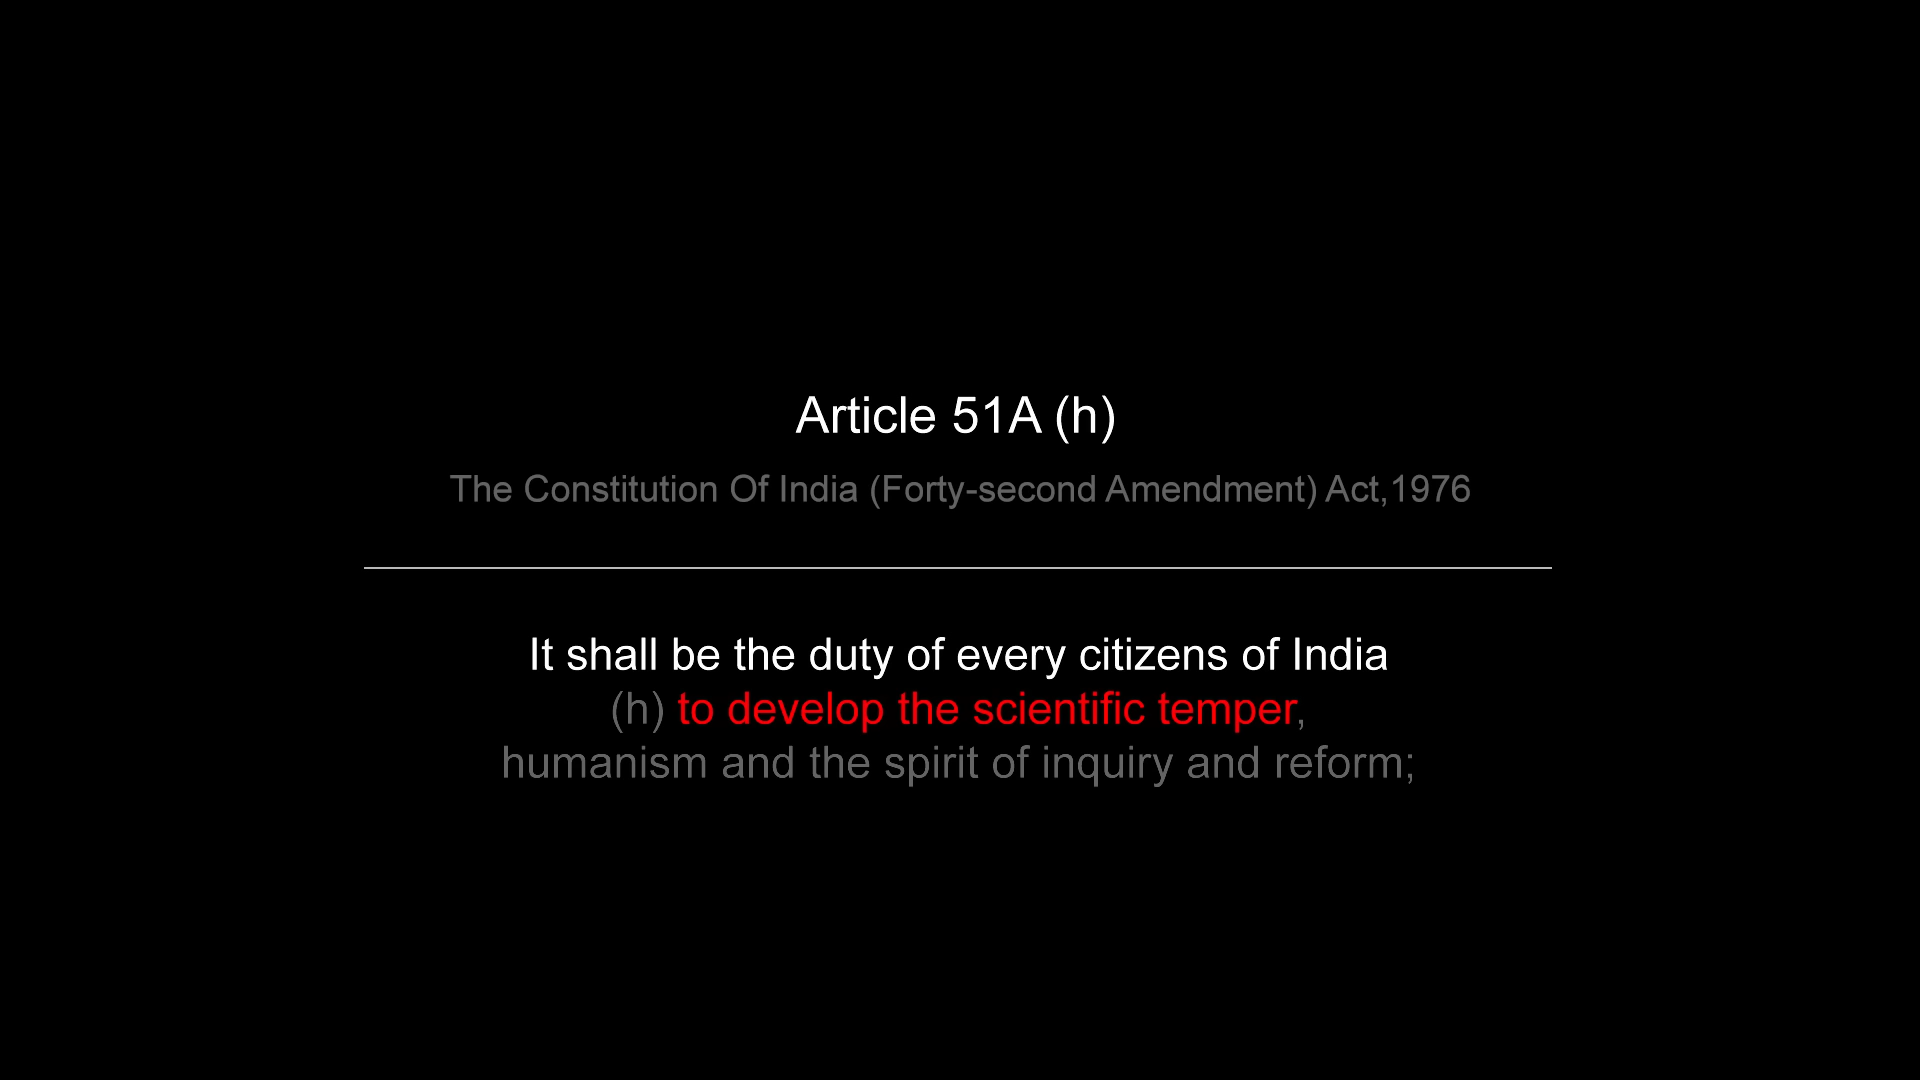 Article 51A (h)
The Constitution Of India (Forty-second Amendment) Act,1976
It shall be the duty of every citizens of India
(h) to develop the scientific temper,
humanism and the spirit of inquiry and reform;